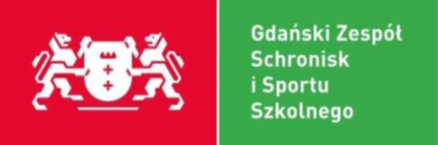 Gdański Zespół
Schronisk
i Sportu
Szkolnego